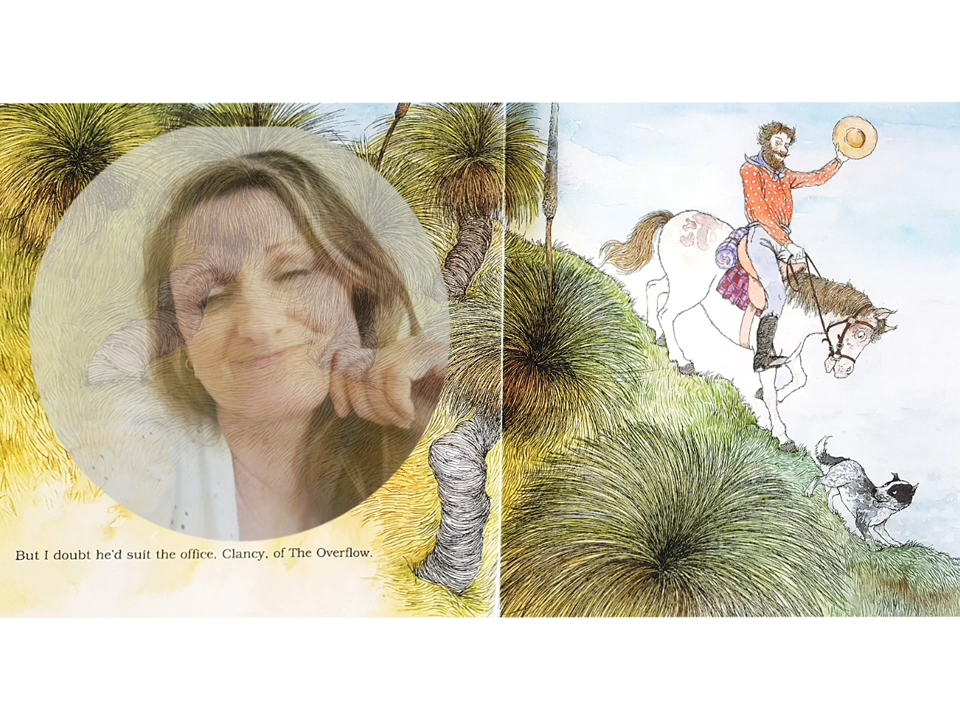 But I doubt he'd suit the office, Clancy, of The Overflow.